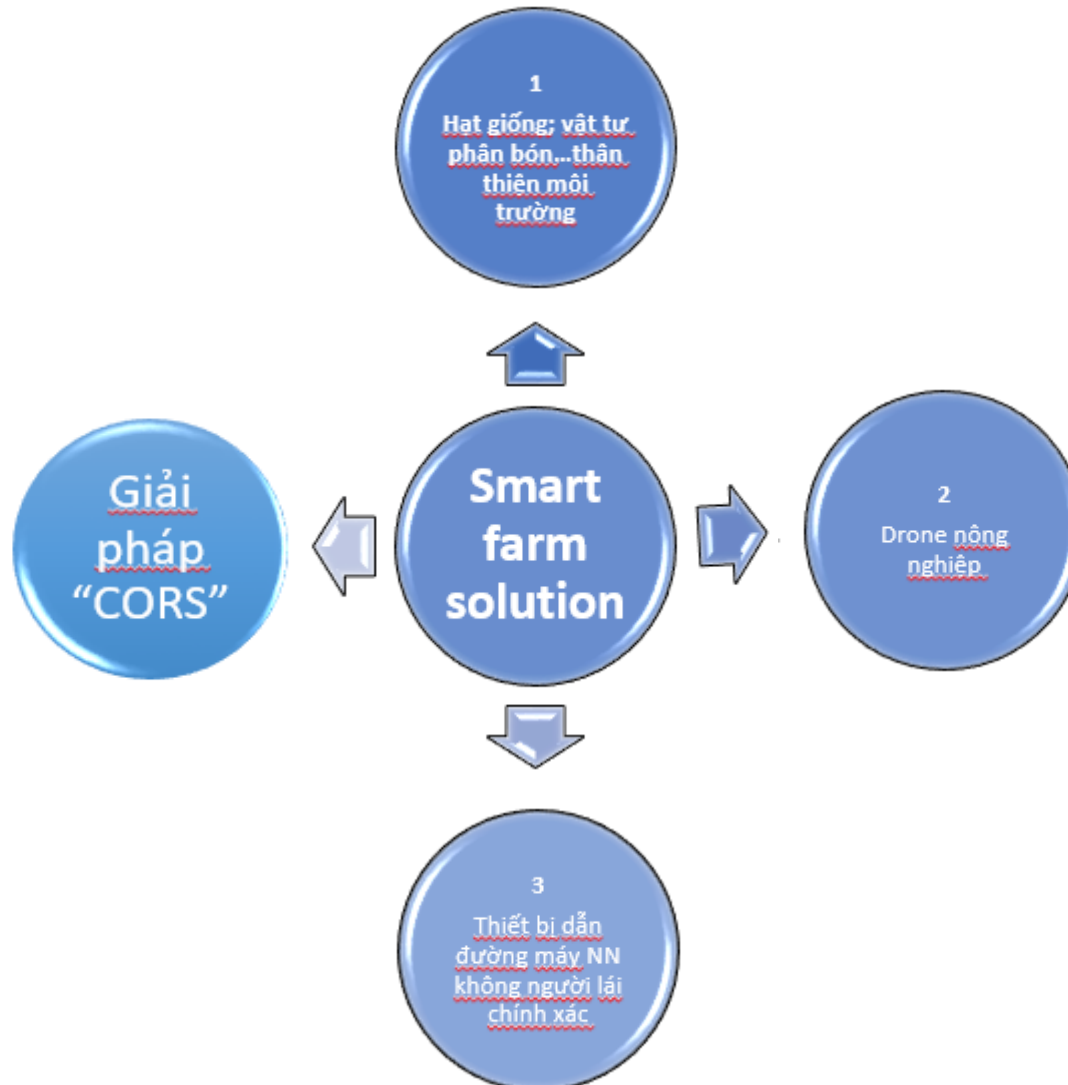 1
Hạt giống; vật tư
phân bón...thân
thiện môi
trường
Giải
pháp
“CORS”
Smart
farm
solution
2
Drone nông
nghiệp
3
Thiết bị dẫn
đường máy NN
không người lái
chính xác